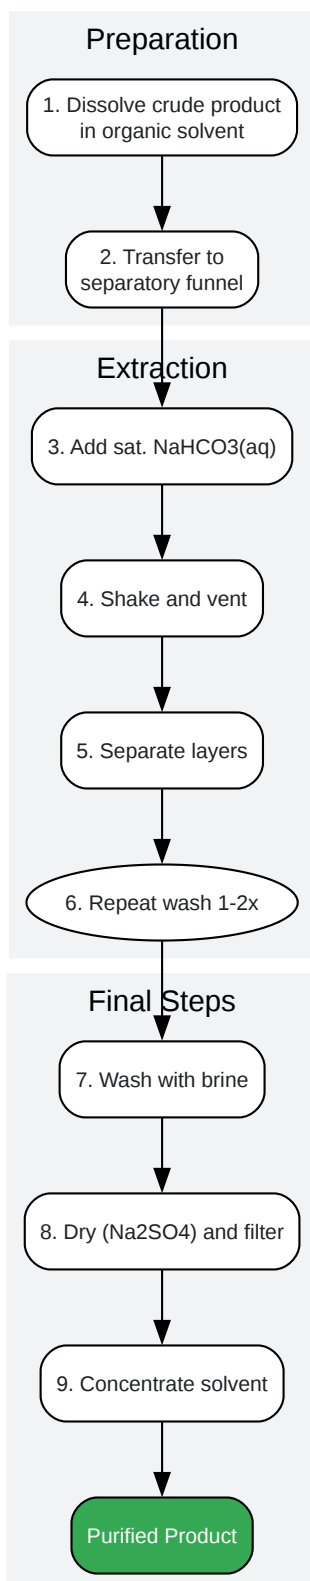 Preparation
1. Dissolve crude product
in organic solvent
2. Transfer to
separatory funnel
Extraction
3. Add sat. NaHCO3(aq)
4. Shake and vent
5. Separate layers
6. Repeat wash 1-2x
Final Steps
7. Wash with brine
8. Dry (Na2SO4) and filter
9. Concentrate solvent
Purified Product